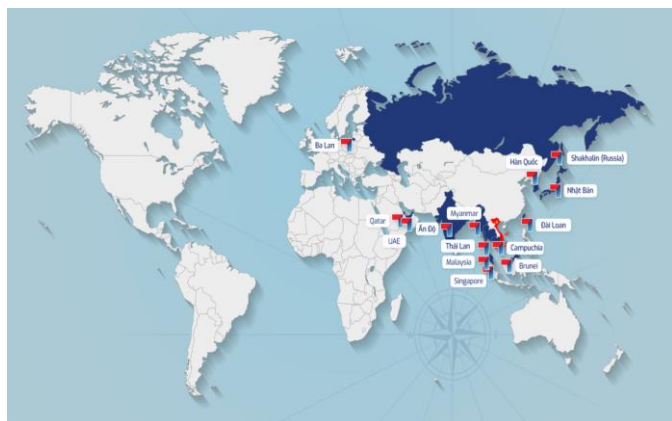 Ba Lan
Hàn Quốc
Shakhalin (Russia)
Nhật Bản
Qatar
UAE
Ấn Độ
Myanmar
Đài Loan
Thái Lan
Campuchia
Malaysia
Brunei
Singapore